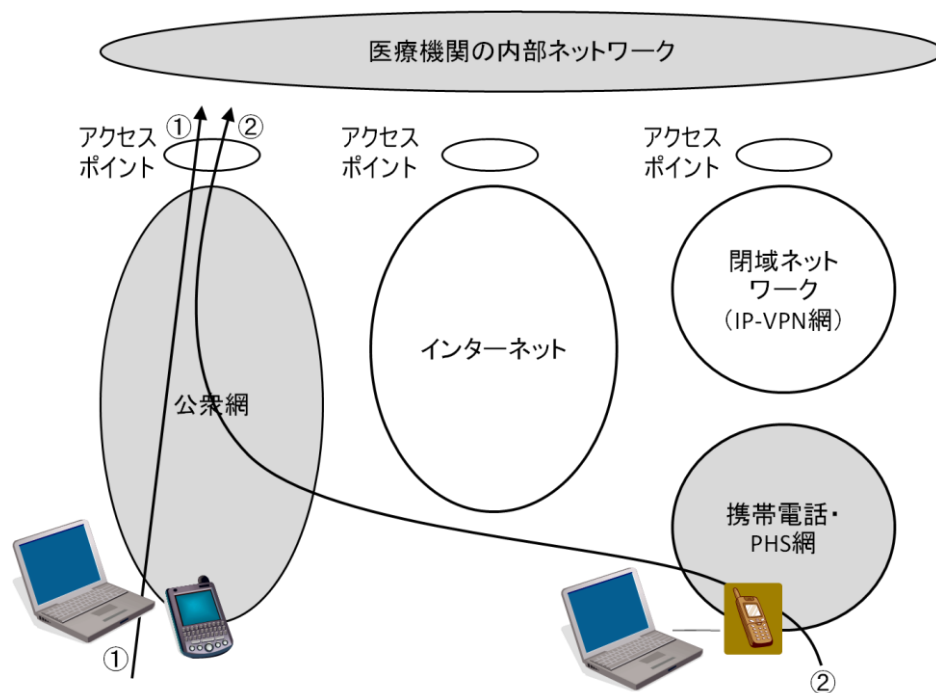 医療機関の内部ネットワーク
アクセス
ポイント
①
②
アクセス
ポイント
アクセス
ポイント
閉域ネット
ワーク
（IP-VPN網）
インターネット
公衆網
携帯電話・
PHS網
①
②